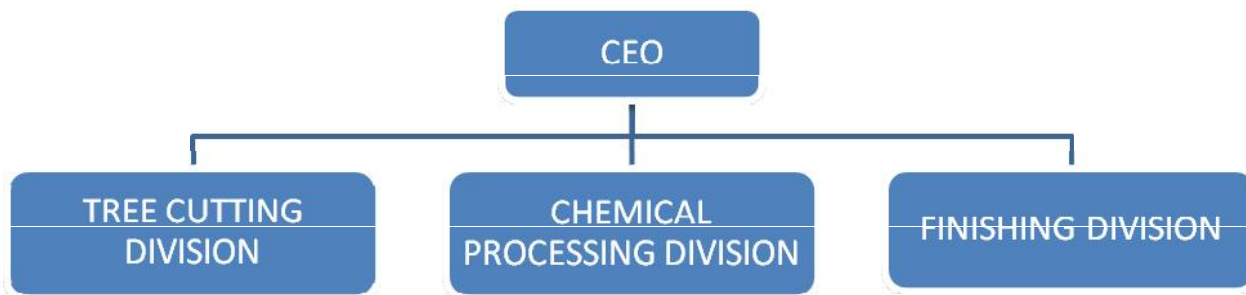 CEO
TREE CUTTING
DIVISION
CHEMICAL
PROCESSING DIVISION
FINISHING DIVISION